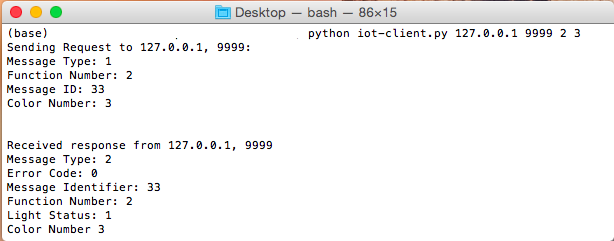 Desktop — bash — 86×15
(base) python iot-client.py 127.0.0.1 9999 2 3
Sending Request to 127.0.0.1, 9999:
Message Type: 1
Function Number: 2
Message ID: 33
Color Number: 3
Received response from 127.0.0.1, 9999
Message Type: 2
Error Code: 0
Message Identifier: 33
Function Number: 2
Light Status: 1
Color Number 3